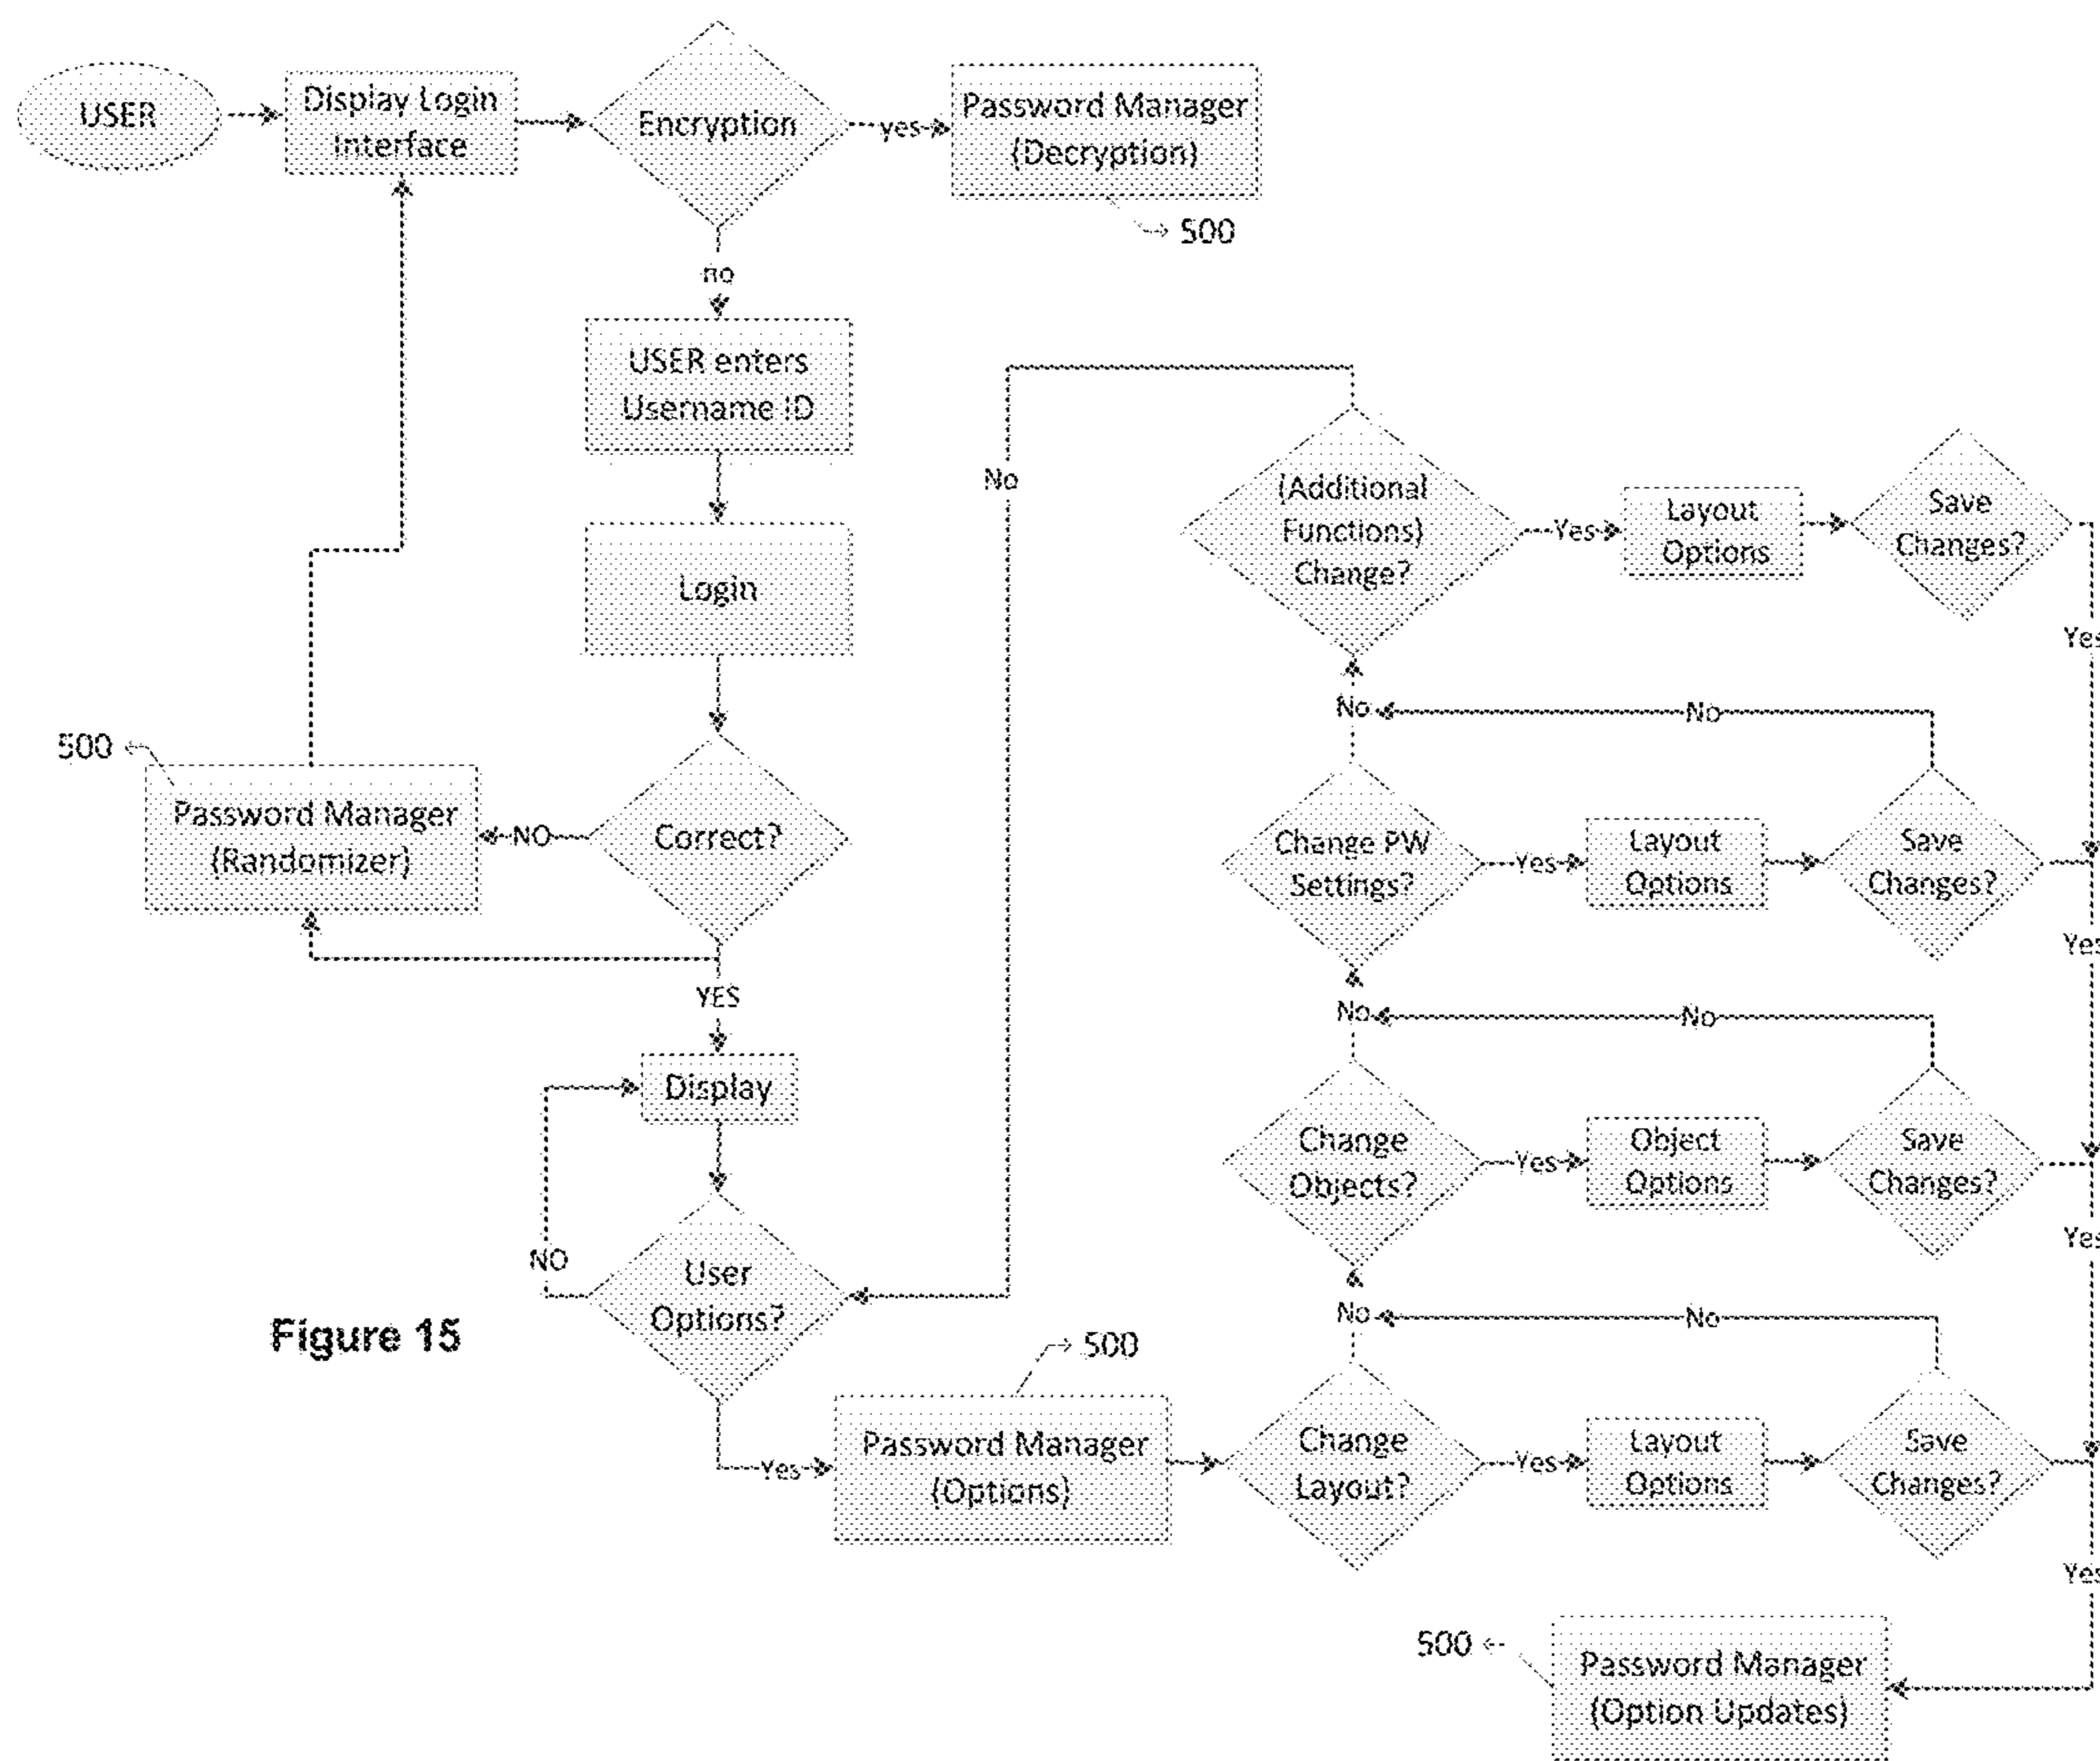 USER
Display Login
Interface
Encryption
yes
Password Manager
(Decryption)
500
no
USER enters
Username ID
Login
Correct?
NO
500
Password Manager
(Randomizer)
YES
Display
User
Options?
NO
Figure 15
Yes
500
Password Manager
(Options)
Change
Layout?
Yes
Layout
Options
Save
Changes?
No
No
Yes
Change
Objects?
Yes
Object
Options
Save
Changes?
No
No
Yes
Change PW
Settings?
Yes
Layout
Options
Save
Changes?
No
No
Yes
(Additional
Functions)
Change?
Yes
Layout
Options
Save
Changes?
Yes
No
500
Password Manager
(Option Updates)